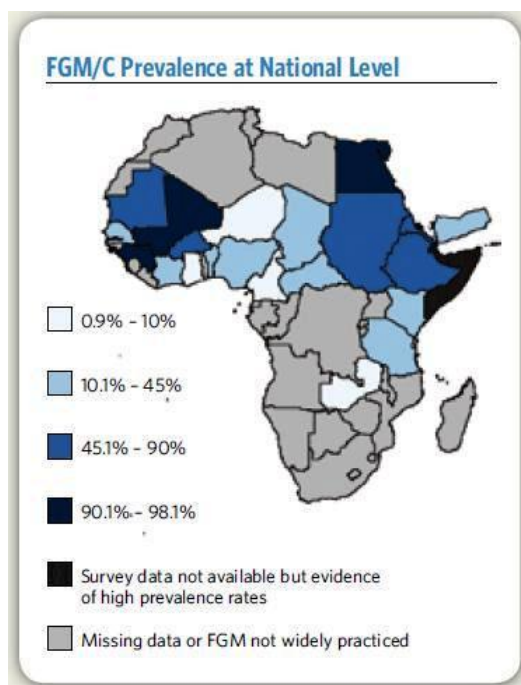 FGM/C Prevalence at National Level
0.9% - 10%
10.1% - 45%
45.1% - 90%
90.1% - 98.1%
Survey data not available but evidence
of high prevalence rates
Missing data or FGM not widely practiced